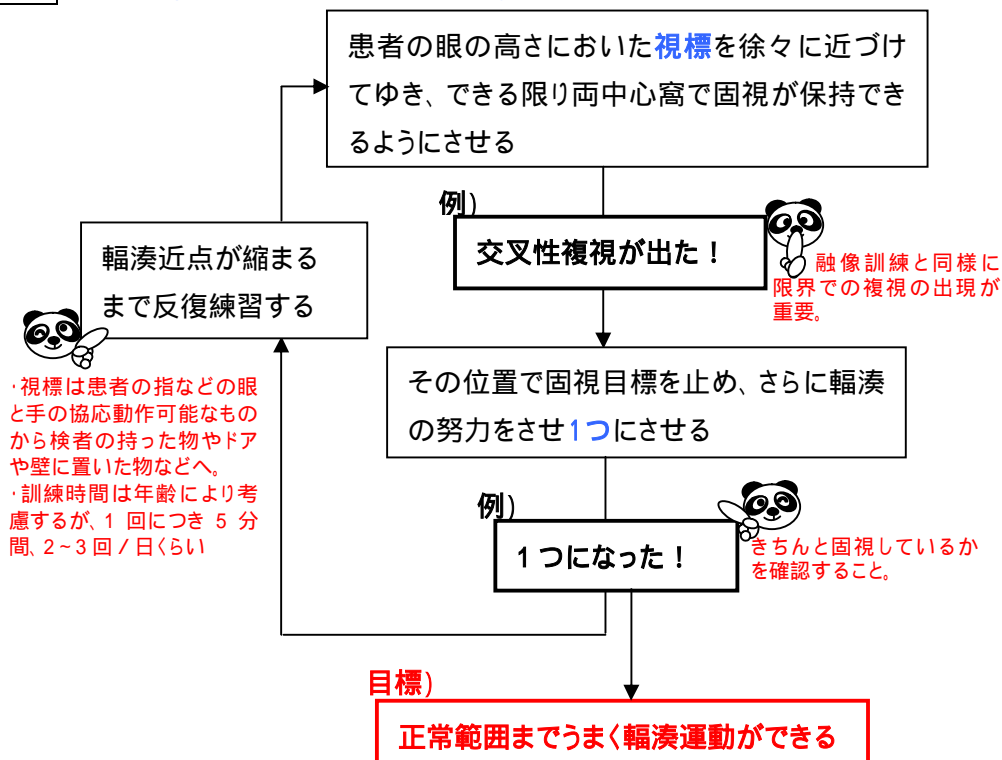 患者の眼の高さにおいた視標を徐々に近づけ
てゆき、できる限り両中心窩で固視が保持でき
るようにさせる
例)
交叉性複視が出た！
融像訓練と同様に
限界での複視の出現が
重要。
輻湊近点が縮まる
まで反復練習する
・視標は患者の指などの眼
と手の協応動作可能なもの
から検者の持った物やドア
や壁に置いた物などへ。
・訓練時間は年齢により考
慮するが、1 回につき 5 分
間、2~3 回 / 日くらい
その位置で固視目標を止め、さらに輻湊
の努力をさせ1つにさせる
例)
1 つになった！
きちんと固視しているか
を確認すること。
目標)
正常範囲までうまく輻湊運動ができる